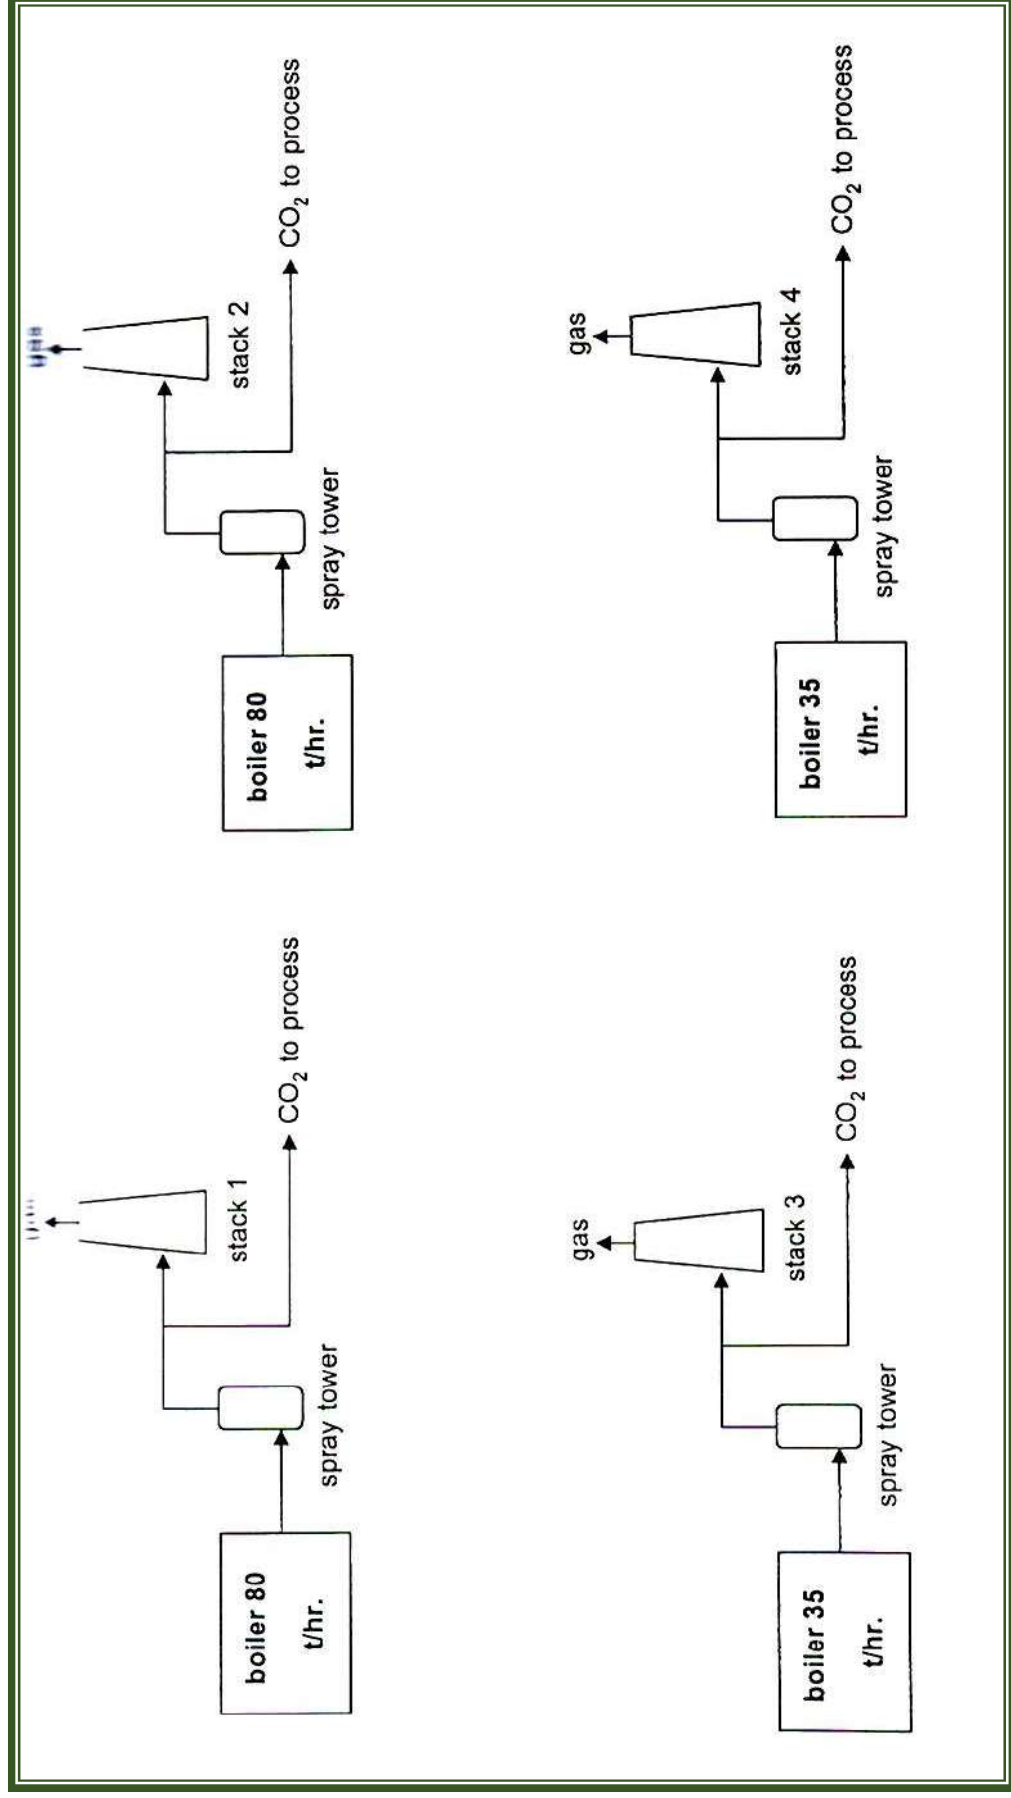 boiler 80
t/hr.
spray tower
stack 1
CO₂ to process
boiler 80
t/hr.
spray tower
stack 2
CO₂ to process
boiler 35
t/hr.
spray tower
gas
stack 3
CO₂ to process
boiler 35
t/hr.
spray tower
gas
stack 4
CO₂ to process